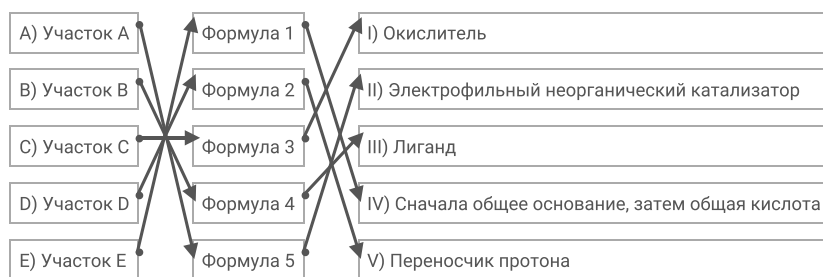 A) Участок A Формула 1 I) Окислитель
B) Участок B Формула 2 II) Электрофильный неорганический катализатор
C) Участок C Формула 3 III) Лиганд
D) Участок D Формула 4 IV) Сначала общее основание, затем общая кислота
E) Участок E Формула 5 V) Переносчик протона